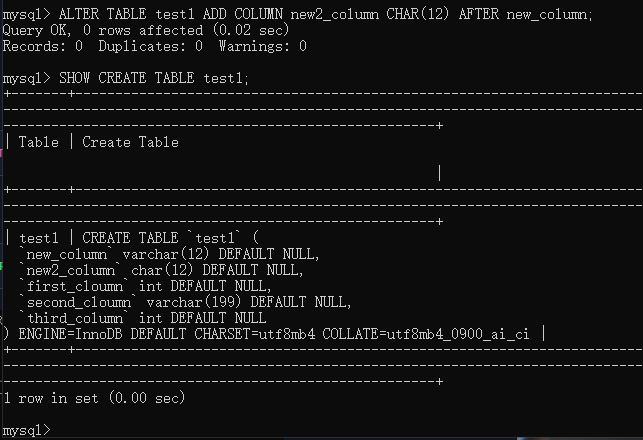 mysql> ALTER TABLE test1 ADD COLUMN new2_column CHAR(12) AFTER new_column;
Query OK, 0 rows affected (0.02 sec)
Records: 0  Duplicates: 0  Warnings: 0
mysql> SHOW CREATE TABLE test1;
+-------+------------------------------------------------------------------------
--------------------------------------------------------------------------------
------------------------------------------------------+
| Table | Create Table
|
+-------+------------------------------------------------------------------------
--------------------------------------------------------------------------------
------------------------------------------------------+
| test1 | CREATE TABLE `test1` (
  `new_column` varchar(12) DEFAULT NULL,
  `new2_column` char(12) DEFAULT NULL,
  `first_cloumn` int DEFAULT NULL,
  `second_cloumn` varchar(199) DEFAULT NULL,
  `third_column` int DEFAULT NULL
) ENGINE=InnoDB DEFAULT CHARSET=utf8mb4 COLLATE=utf8mb4_0900_ai_ci |
+-------+------------------------------------------------------------------------
--------------------------------------------------------------------------------
------------------------------------------------------+
1 row in set (0.00 sec)
mysql>